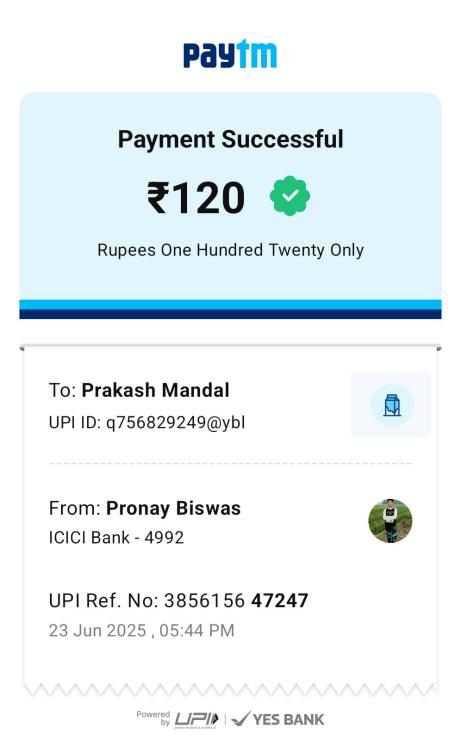 paytm
Payment Successful
₹120
Rupees One Hundred Twenty Only
To: Prakash Mandal
UPI ID: q756829249@ybl
From: Pronay Biswas
ICICI Bank - 4992
UPI Ref. No: 3856156 47247
23 Jun 2025 , 05:44 PM
Powered by UPI | YES BANK